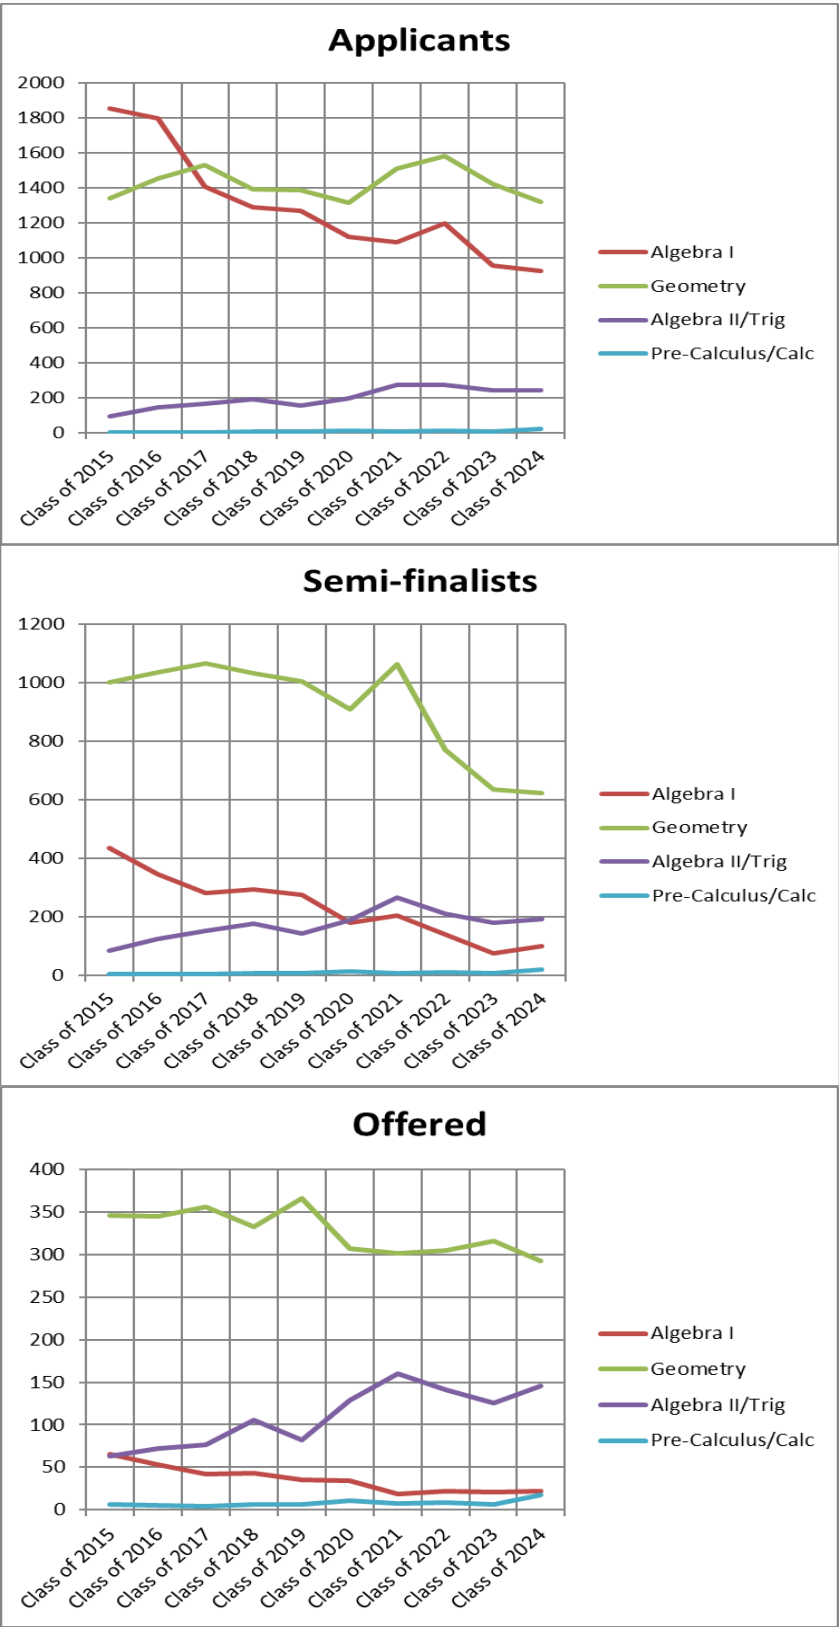 Applicants
2000
1800
1600
1400
1200
1000
800
600
400
200
0
Class of 2015
Class of 2016
Class of 2017
Class of 2018
Class of 2019
Class of 2020
Class of 2021
Class of 2022
Class of 2023
Class of 2024
Algebra I
Geometry
Algebra II/Trig
Pre-Calculus/Calc
Semi-finalists
1200
1000
800
600
400
200
0
Class of 2015
Class of 2016
Class of 2017
Class of 2018
Class of 2019
Class of 2020
Class of 2021
Class of 2022
Class of 2023
Class of 2024
Algebra I
Geometry
Algebra II/Trig
Pre-Calculus/Calc
Offered
400
350
300
250
200
150
100
50
0
Class of 2015
Class of 2016
Class of 2017
Class of 2018
Class of 2019
Class of 2020
Class of 2021
Class of 2022
Class of 2023
Class of 2024
Algebra I
Geometry
Algebra II/Trig
Pre-Calculus/Calc